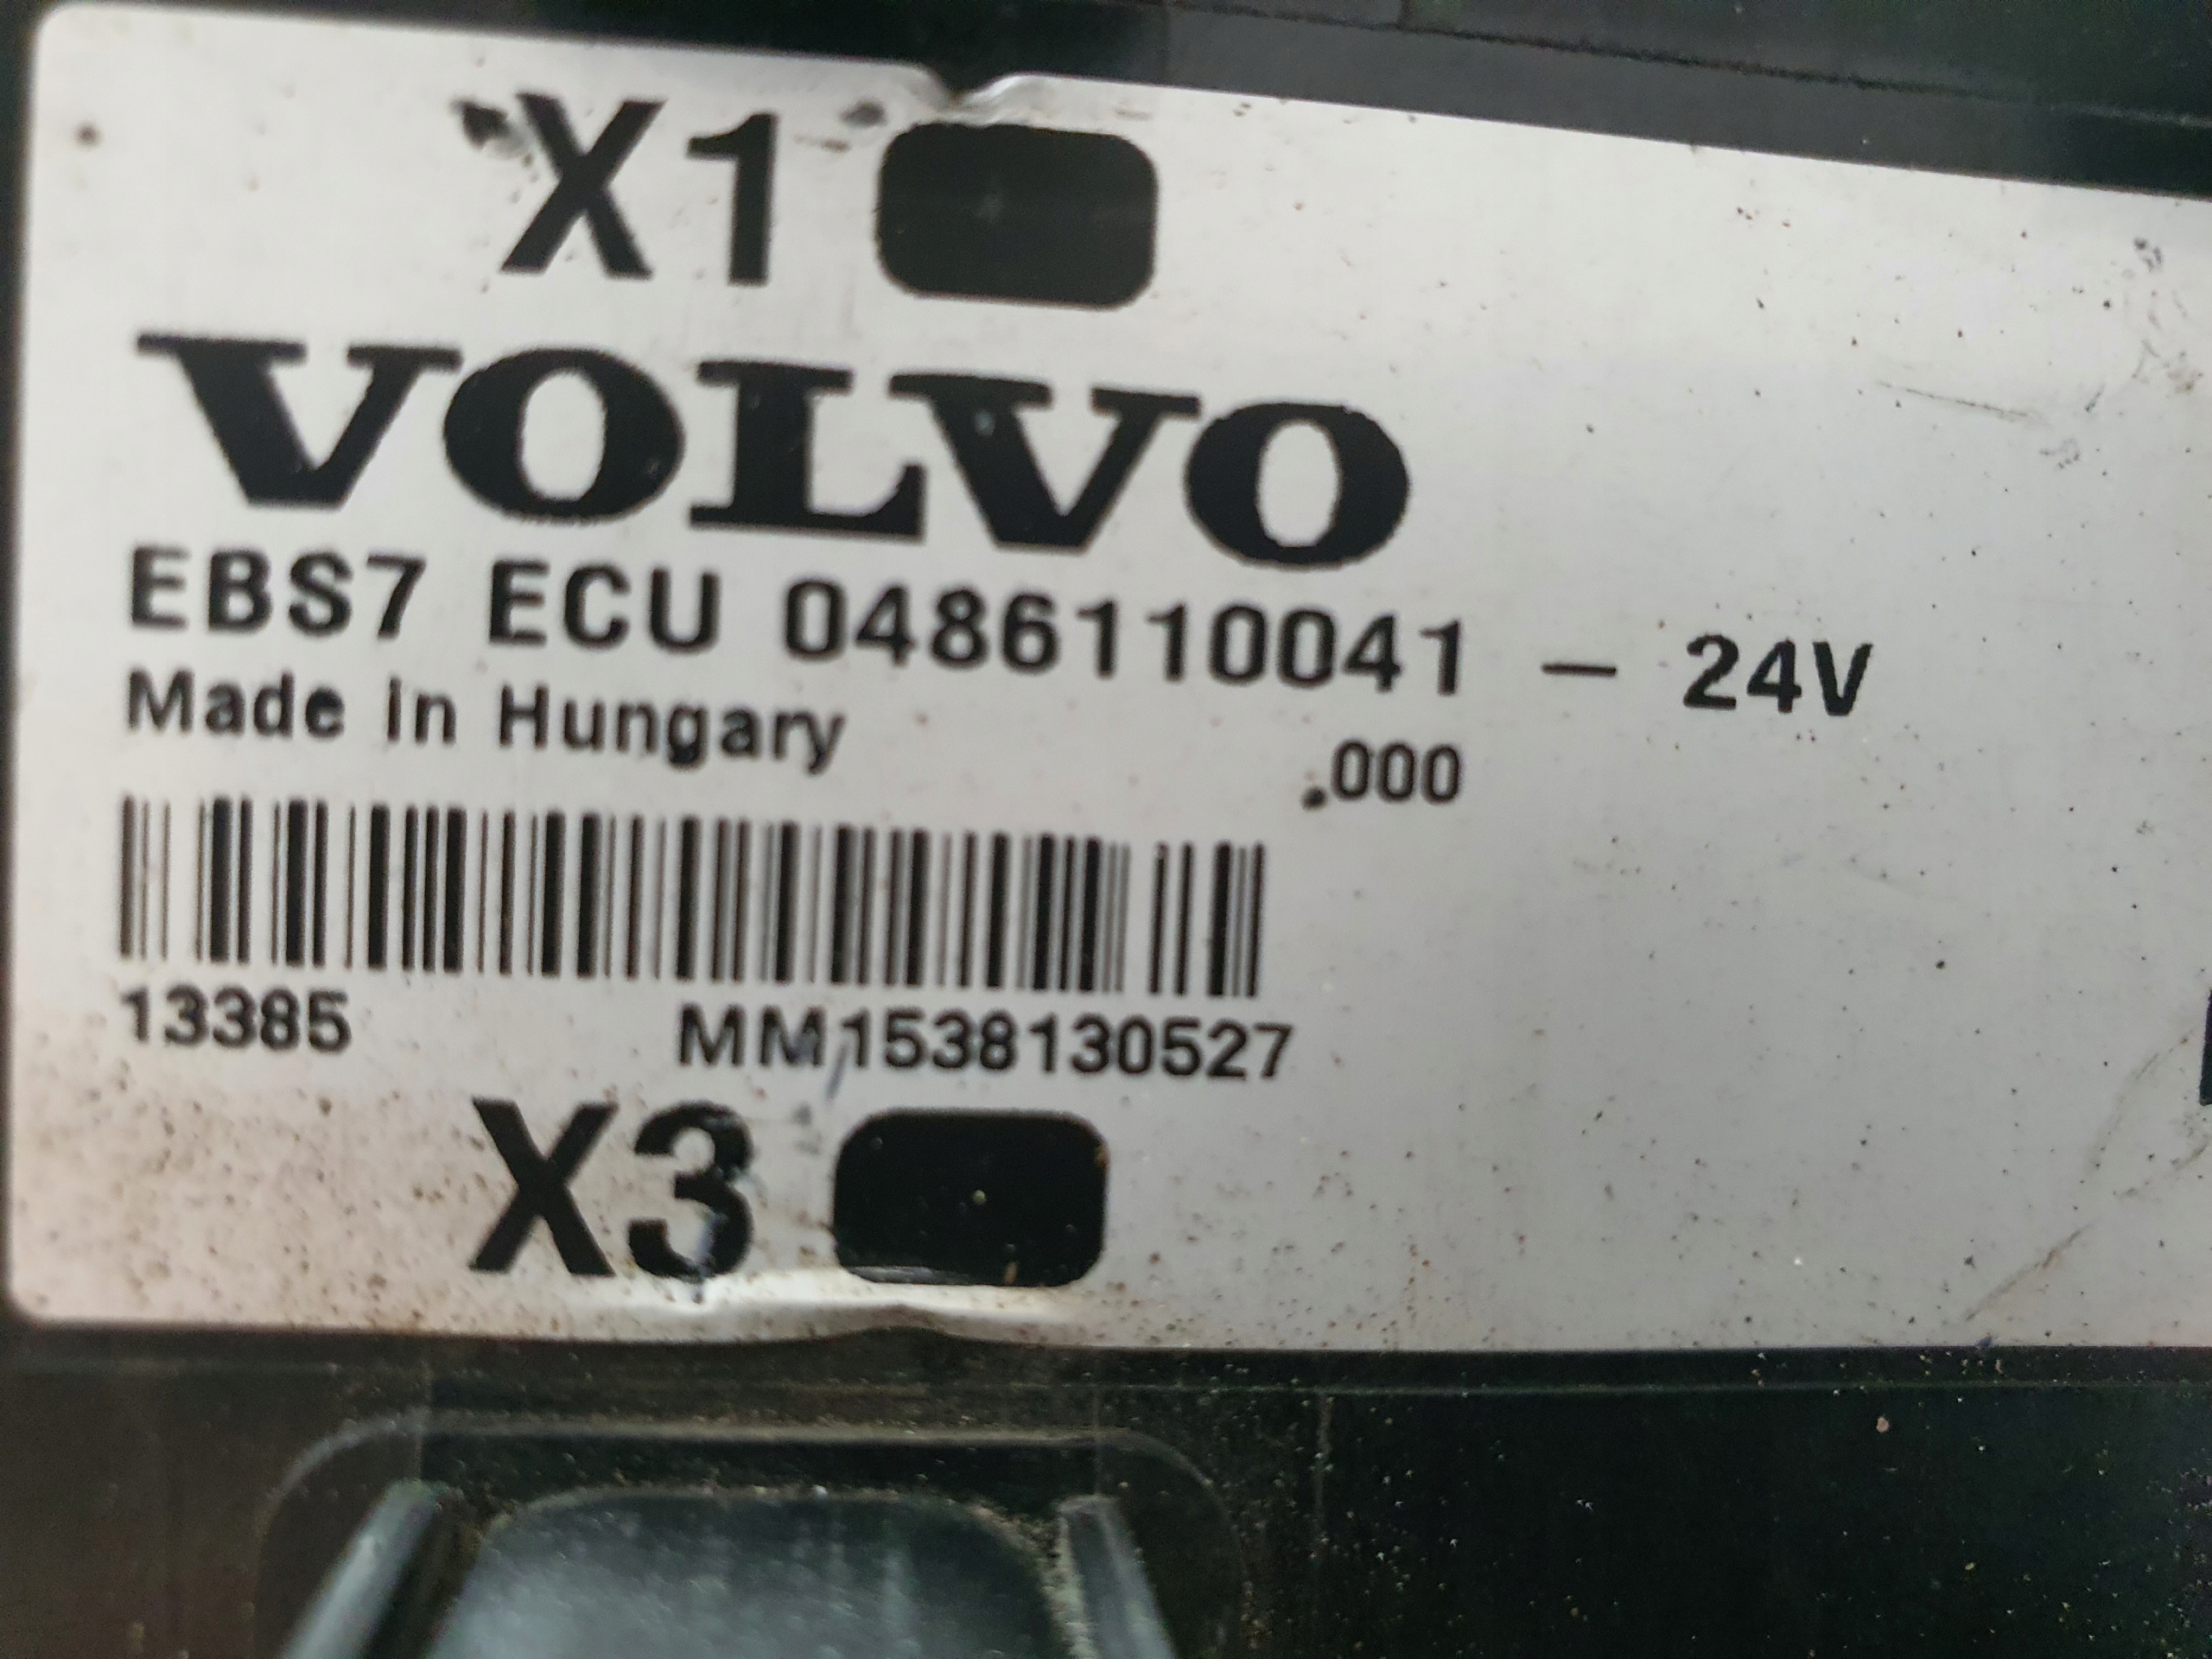 X1
VOLVO
EBS7 ECU 0486110041 – 24V
Made in Hungary
.000
13385 MM1538130527
X3